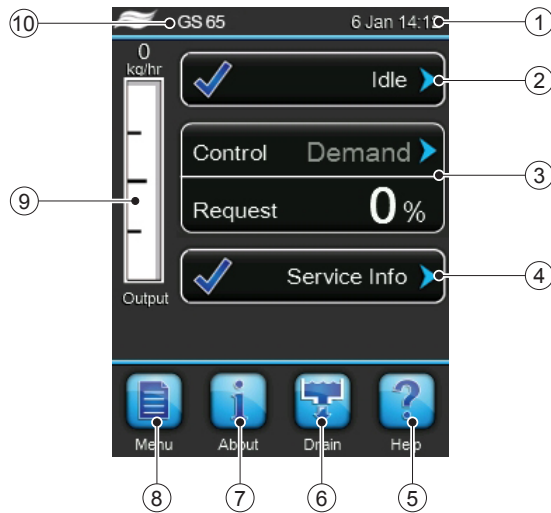 10 GS 65 6 Jan 14:12 1
0
kg/hr
Idle 2
Control Demand
3
Request 0 %
9
Service Info 4
Output
Menu About Drain Help
8 7 6 5